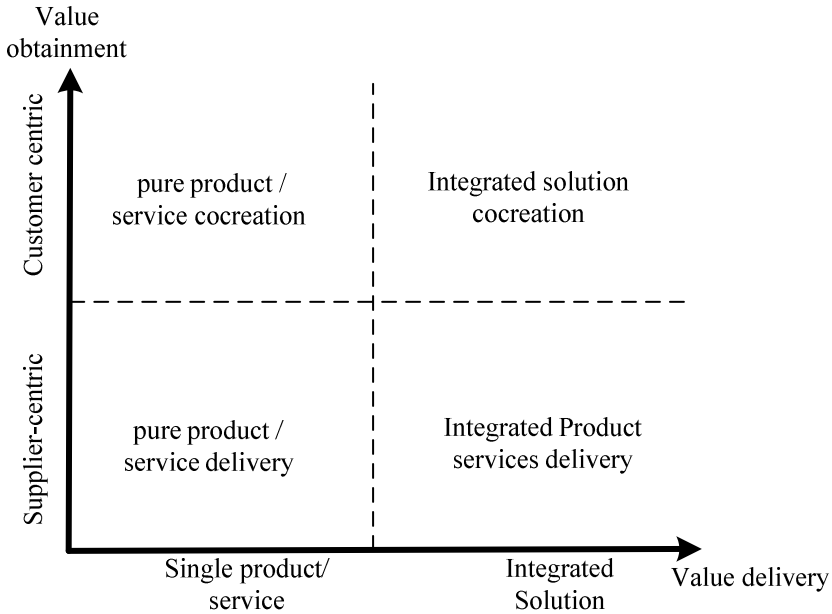 Value
obtainment
Customer centric
pure product /
service cocreation
Integrated solution
cocreation
Supplier-centric
pure product /
service delivery
Integrated Product
services delivery
Single product/
service
Integrated
Solution
Value delivery